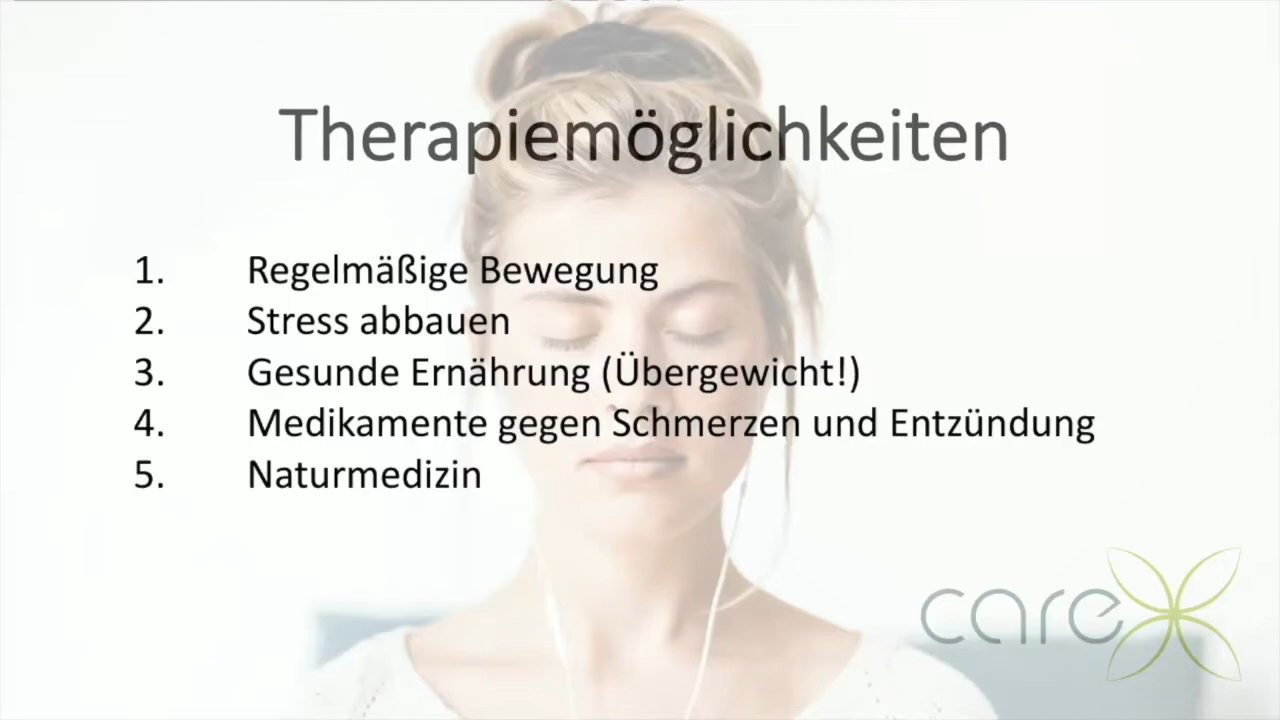 Therapiemöglichkeiten
1. Regelmäßige Bewegung
2. Stress abbauen
3. Gesunde Ernährung (Übergewicht!)
4. Medikamente gegen Schmerzen und Entzündung
5. Naturmedizin
care